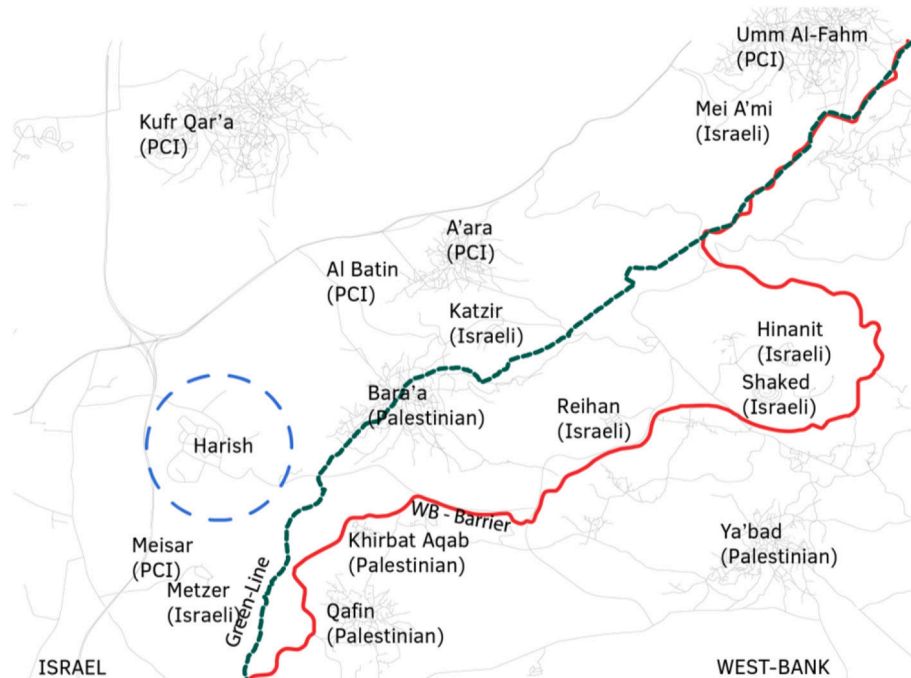 Umm Al-Fahm
(PCI)
Mei A'mi
(Israeli)
Kufr Qar'a
(PCI)
A'ara
(PCI)
Al Batin
(PCI)
Katzir
(Israeli)
Hinanit
(Israeli)
Shaked
(Israeli)
Bara'a
(Palestinian)
Reihan
(Israeli)
Harish
WB - Barrier
Khirbat Aqab
(Palestinian)
Ya'bad
(Palestinian)
Meisar
(PCI)
Metzer
(Israeli)
Green-Line
Qafin
(Palestinian)
ISRAEL
WEST-BANK